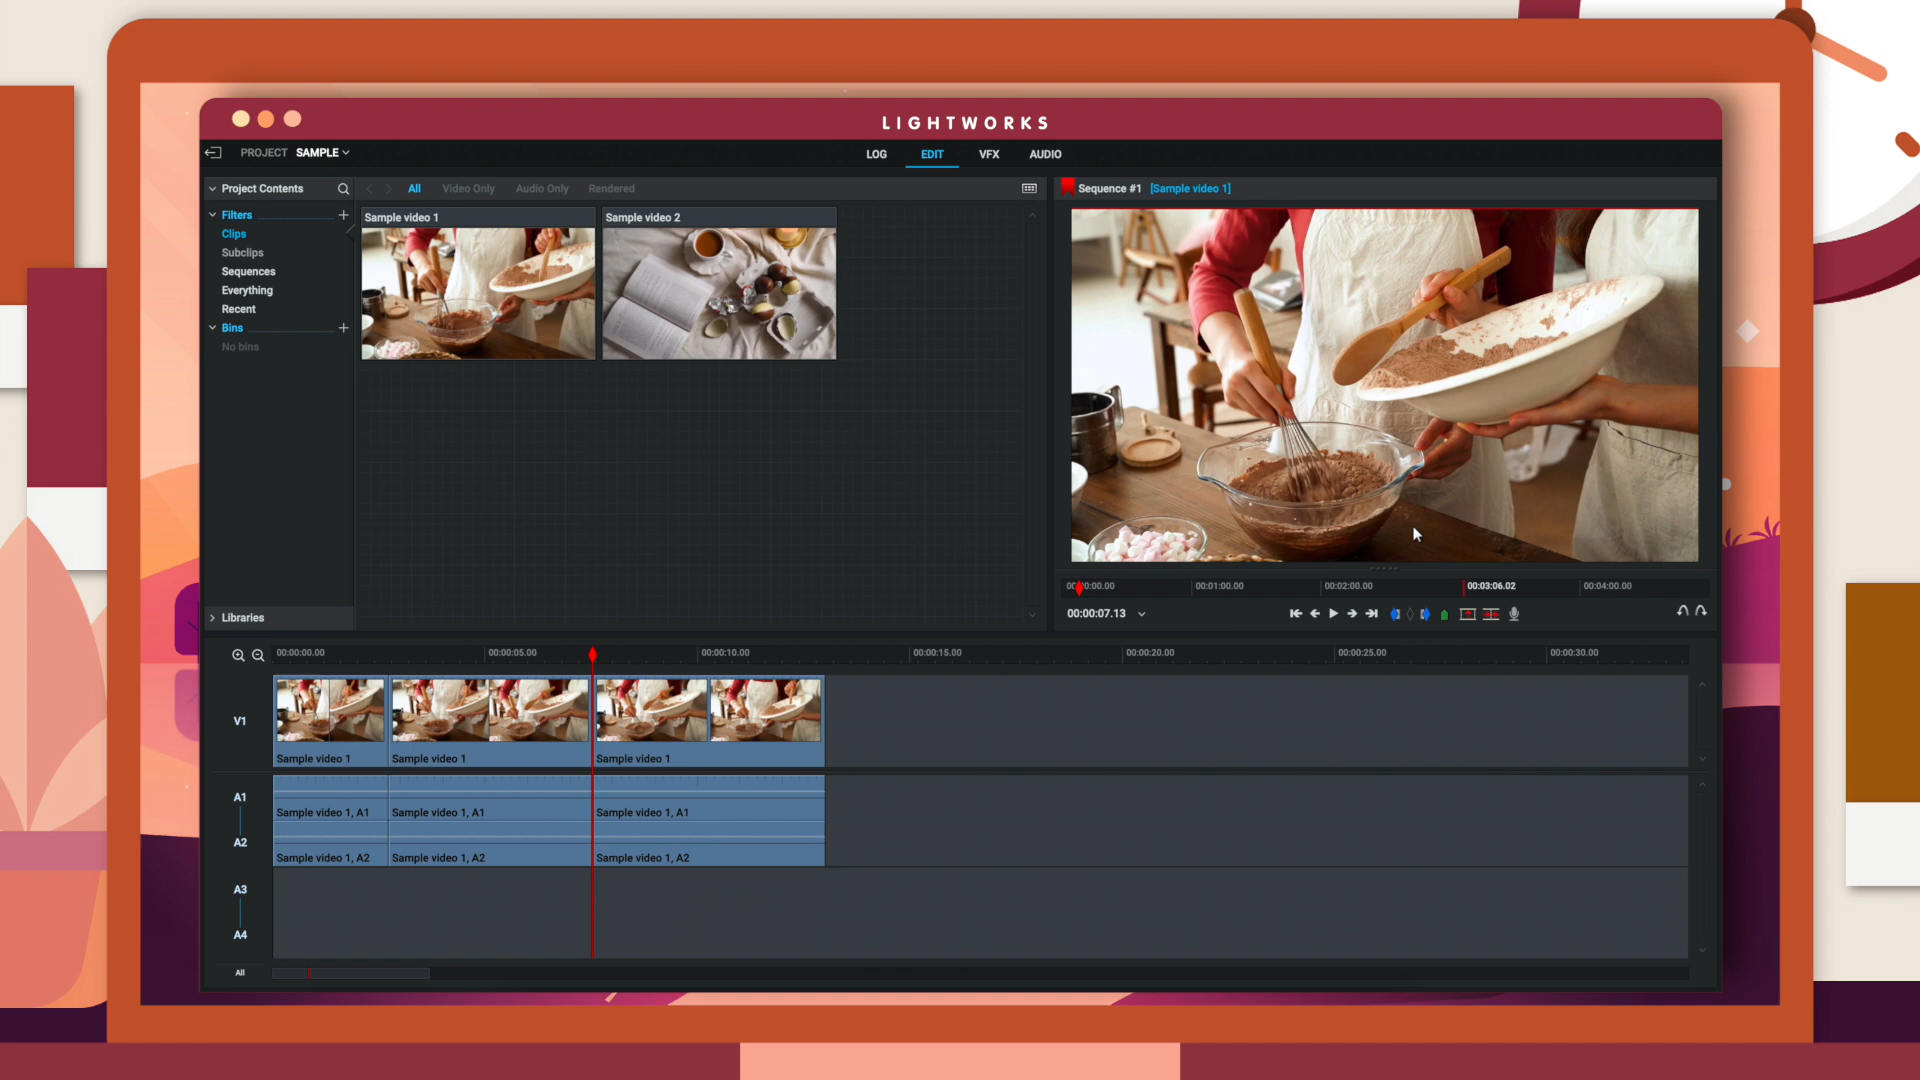 LIGHTWORKS
PROJECT SAMPLE
LOG EDIT VFX AUDIO
Project Contents
All Video Only Audio Only Rendered
Sequence #1 [Sample video 1]
Filters
Clips
Subclips
Sequences
Everything
Recent
Bins
No bins
Libraries
Sample video 1
Sample video 2
00:01:00.00 00:02:00.00 00:03:06.02 00:04:00.00
00:00:07.13
00:00:00.00 00:00:05.00 00:00:10.00 00:00:15.00 00:00:20.00 00:00:25.00 00:00:30.00
V1
Sample video 1 Sample video 1 Sample video 1
A1
Sample video 1, A1 Sample video 1, A1 Sample video 1, A1
A2
Sample video 1, A2 Sample video 1, A2 Sample video 1, A2
A3
A4
All